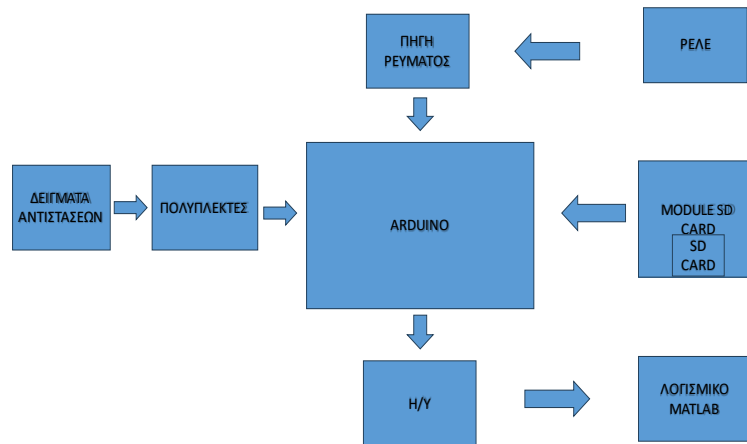 ΠΗΓΗ
ΡΕΥΜΑΤΟΣ
ΡΕΛΕ
ΔΕΙΓΜΑΤΑ
ΑΝΤΙΣΤΑΣΕΩΝ
ΠΟΛΥΠΛΕΚΤΕΣ
ARDUINO
MODULE SD
CARD
SD
CARD
Η/Υ
ΛΟΓΙΣΜΙΚΟ
MATLAB